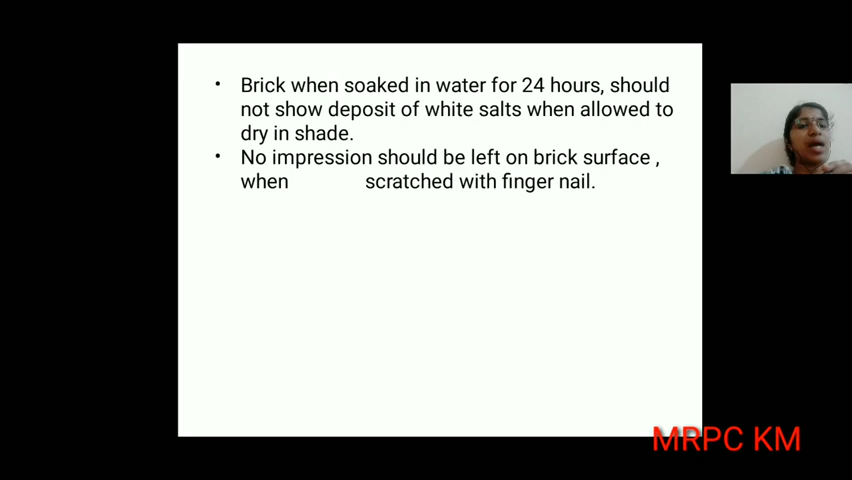 • Brick when soaked in water for 24 hours, should
not show deposit of white salts when allowed to
dry in shade.
• No impression should be left on brick surface ,
when scratched with finger nail.
MRPC KM